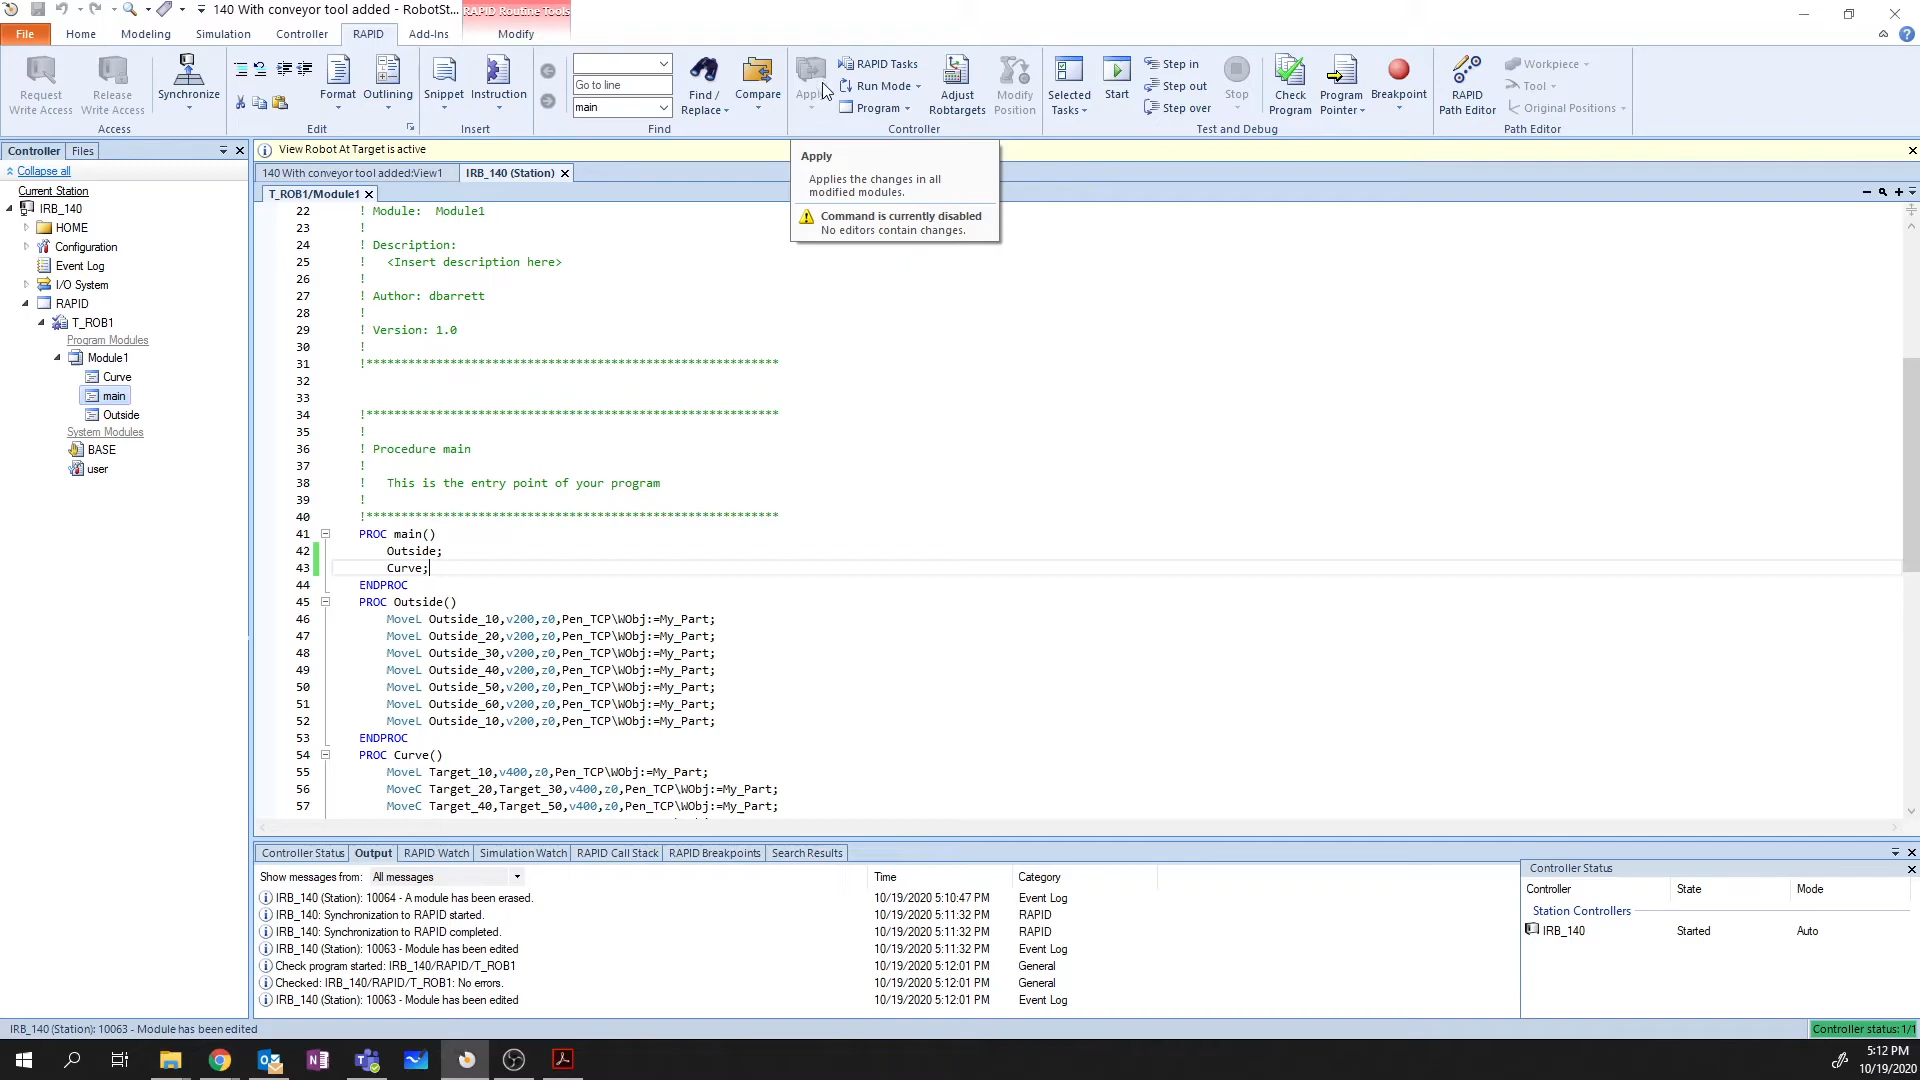 140 With conveyor tool added - RobotSt...
RAPID Routine Tools
File
Home
Modeling
Simulation
Controller
RAPID
Add-Ins
Modify
Request
Write Access
Release
Write Access
Synchronize
Format
Outlining
Snippet
Instruction
Go to line
main
Find /
Replace
Compare
Apply
RAPID Tasks
Run Mode
Program
Adjust
Robtargets
Modify
Position
Selected
Tasks
Start
Step in
Step out
Step over
Stop
Check
Program
Program
Pointer
Breakpoint
RAPID
Path Editor
Workpiece
Tool
Original Positions
Access
Edit
Insert
Find
Controller
Test and Debug
Path Editor
Controller
Files
Collapse all
Current Station
IRB_140
HOME
Configuration
Event Log
I/O System
RAPID
T_ROB1
Program Modules
Module1
Curve
main
Outside
System Modules
BASE
user
View Robot At Target is active
140 With conveyor tool added:View1
IRB_140 (Station)
T_ROB1/Module1
Apply
Applies the changes in all
modified modules.
Command is currently disabled
No editors contain changes.
22 ! Module:  Module1
23 !
24 ! Description:
25 !   <Insert description here>
26 !
27 ! Author: dbarrett
28 !
29 ! Version: 1.0
30 !
31 !***********************************************************
32
33
34 !***********************************************************
35 !
36 ! Procedure main
37 !
38 !   This is the entry point of your program
39 !
40 !***********************************************************
41 PROC main()
42 Outside;
43 Curve;
44 ENDPROC
45 PROC Outside()
46 MoveL Outside_10,v200,z0,Pen_TCP\WObj:=My_Part;
47 MoveL Outside_20,v200,z0,Pen_TCP\WObj:=My_Part;
48 MoveL Outside_30,v200,z0,Pen_TCP\WObj:=My_Part;
49 MoveL Outside_40,v200,z0,Pen_TCP\WObj:=My_Part;
50 MoveL Outside_50,v200,z0,Pen_TCP\WObj:=My_Part;
51 MoveL Outside_60,v200,z0,Pen_TCP\WObj:=My_Part;
52 MoveL Outside_10,v200,z0,Pen_TCP\WObj:=My_Part;
53 ENDPROC
54 PROC Curve()
55 MoveL Target_10,v400,z0,Pen_TCP\WObj:=My_Part;
56 MoveC Target_20,Target_30,v400,z0,Pen_TCP\WObj:=My_Part;
57 MoveC Target_40,Target_50,v400,z0,Pen_TCP\WObj:=My_Part;
Controller Status
Output
RAPID Watch
Simulation Watch
RAPID Call Stack
RAPID Breakpoints
Search Results
Show messages from: All messages
Time
Category
IRB_140 (Station): 10064 - A module has been erased. 10/19/2020 5:10:47 PM Event Log
IRB_140: Synchronization to RAPID started. 10/19/2020 5:11:32 PM RAPID
IRB_140: Synchronization to RAPID completed. 10/19/2020 5:11:32 PM RAPID
IRB_140 (Station): 10063 - Module has been edited 10/19/2020 5:11:32 PM Event Log
Check program started: IRB_140/RAPID/T_ROB1 10/19/2020 5:12:01 PM General
Checked: IRB_140/RAPID/T_ROB1: No errors. 10/19/2020 5:12:01 PM General
IRB_140 (Station): 10063 - Module has been edited 10/19/2020 5:12:01 PM Event Log
Controller Status
Controller State Mode
Station Controllers
IRB_140 Started Auto
IRB_140 (Station): 10063 - Module has been edited
Controller status: 1/1
5:12 PM
10/19/2020